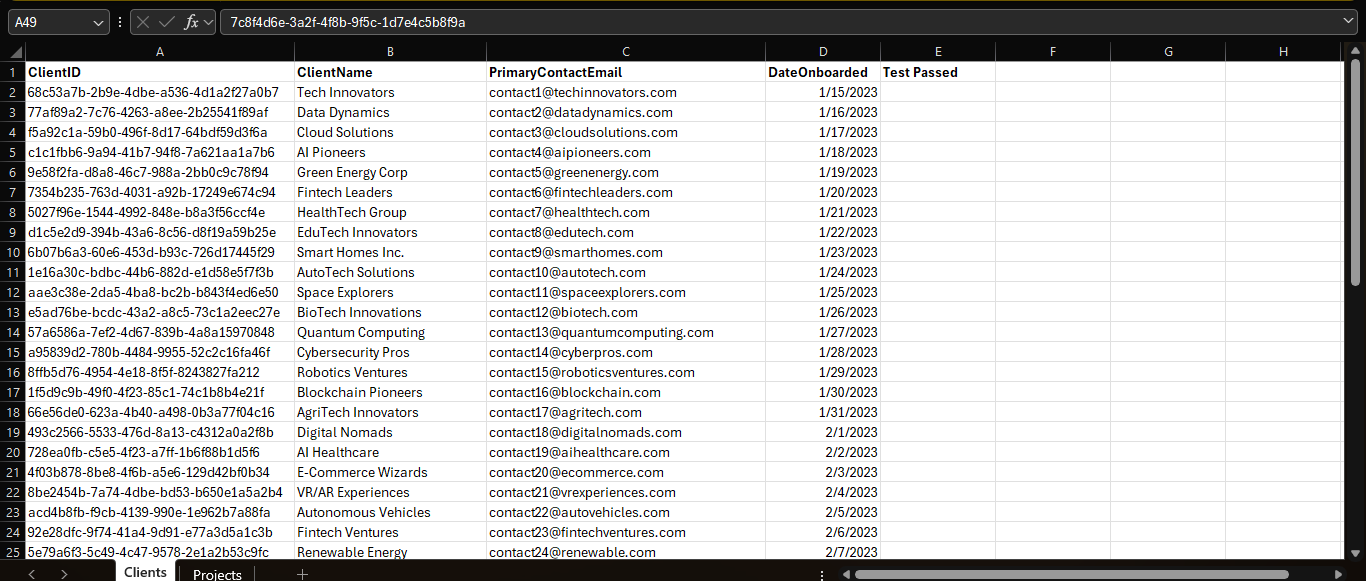 A49 fx 7c8f4d6e-3a2f-4f8b-9f5c-1d7e4c5b8f9a
A B C D E F G H
1 ClientID ClientName PrimaryContactEmail DateOnboarded Test Passed
2 68c53a7b-2b9e-4dbe-a536-4d1a2f27a0b7 Tech Innovators contact1@techinnovators.com 1/15/2023
3 77af89a2-7c76-4263-a8ee-2b25541f89af Data Dynamics contact2@datadynamics.com 1/16/2023
4 f5a92c1a-59b0-496f-8d17-64bdf59d3f6a Cloud Solutions contact3@cloudsolutions.com 1/17/2023
5 c1c1fbb6-9a94-41b7-94f8-7a621aa1a7b6 AI Pioneers contact4@aipioneers.com 1/18/2023
6 9e58f2fa-d8a8-46c7-988a-2bb0c9c78f94 Green Energy Corp contact5@greenenergy.com 1/19/2023
7 7354b235-763d-4031-a92b-17249e674c94 Fintech Leaders contact6@fintechleaders.com 1/20/2023
8 5027f96e-1544-4992-848e-b8a3f56ccf4e HealthTech Group contact7@healthtech.com 1/21/2023
9 d1c5e2d9-394b-43a6-8c56-d8f19a59b25e EduTech Innovators contact8@edutech.com 1/22/2023
10 6b07b6a3-60e6-453d-b93c-726d17445f29 Smart Homes Inc. contact9@smarthomes.com 1/23/2023
11 1e16a30c-bdbc-44b6-882d-e1d58e5f7f3b AutoTech Solutions contact10@autotech.com 1/24/2023
12 aae3c38e-2da5-4ba8-bc2b-b843f4ed6e50 Space Explorers contact11@spaceexplorers.com 1/25/2023
13 e5ad76be-bcdc-43a2-a8c5-73c1a2eec27e BioTech Innovations contact12@biotech.com 1/26/2023
14 57a6586a-7ef2-4d67-839b-4a8a15970848 Quantum Computing contact13@quantumcomputing.com 1/27/2023
15 a95839d2-780b-4484-9955-52c2c16fa46f Cybersecurity Pros contact14@cyberpros.com 1/28/2023
16 8ffb5d76-4954-4e18-8f5f-8243827fa212 Robotics Ventures contact15@roboticsventures.com 1/29/2023
17 1f5d9c9b-49f0-4f23-85c1-74c1b8b4e21f Blockchain Pioneers contact16@blockchain.com 1/30/2023
18 66e56de0-623a-4b40-a498-0b3a77f04c16 AgriTech Innovators contact17@agritech.com 1/31/2023
19 493c2566-5533-476d-8a13-c4312a0a2f8b Digital Nomads contact18@digitalnomads.com 2/1/2023
20 728ea0fb-c5e5-4f23-a7ff-1b6f88b1d5f6 AI Healthcare contact19@aihealthcare.com 2/2/2023
21 4f03b878-8be8-4f6b-a5e6-129d42bf0b34 E-Commerce Wizards contact20@ecommerce.com 2/3/2023
22 8be2454b-7a74-4dbe-bd53-b650e1a5a2b4 VR/AR Experiences contact21@vrexperiences.com 2/4/2023
23 acd4b8fb-f9cb-4139-990e-1e962b7a88fa Autonomous Vehicles contact22@autovehicles.com 2/5/2023
24 92e28dfc-9f74-41a4-9d91-e77a3d5a1c3b Fintech Ventures contact23@fintechventures.com 2/6/2023
25 5e79a6f3-5c49-4c47-9578-2e1a2b53c9fc Renewable Energy contact24@renewable.com 2/7/2023
Clients Projects